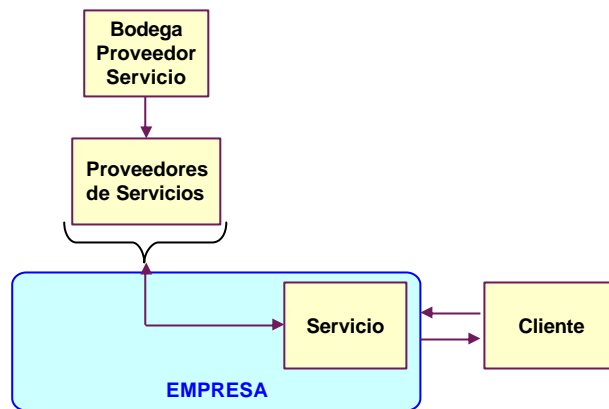 Bodega
Proveedor
Servicio
Proveedores
de Servicios
Servicio
Cliente
EMPRESA